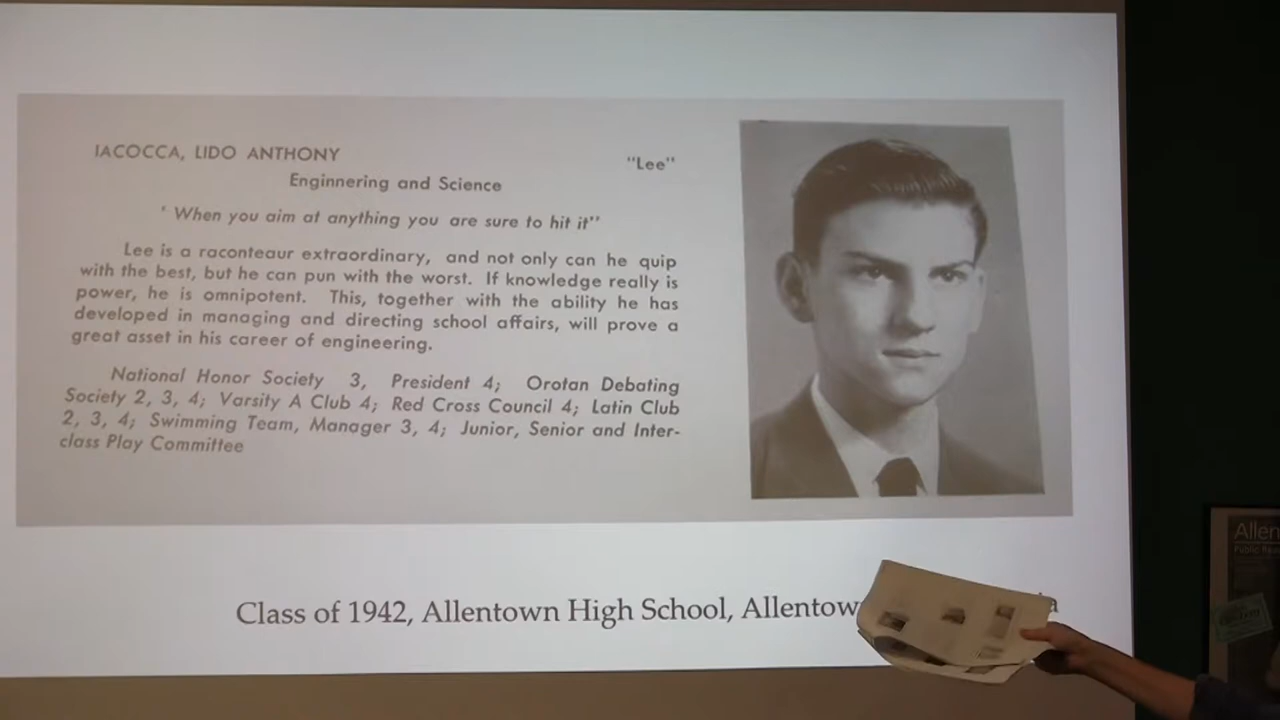 IACOCCA, LIDO ANTHONY
"Lee"
Enginnering and Science
' When you aim at anything you are sure to hit it"
Lee is a raconteaur extraordinary, and not only can he quip
with the best, but he can pun with the worst. If knowledge really is
power, he is omnipotent. This, together with the ability he has
developed in managing and directing school affairs, will prove a
great asset in his career of engineering.
National Honor Society 3, President 4; Orotan Debating
Society 2, 3, 4; Varsity A Club 4; Red Cross Council 4; Latin Club
2, 3, 4; Swimming Team, Manager 3, 4; Junior, Senior and Inter-
class Play Committee
Class of 1942, Allentown High School, Allentow
Allen
Public Rea